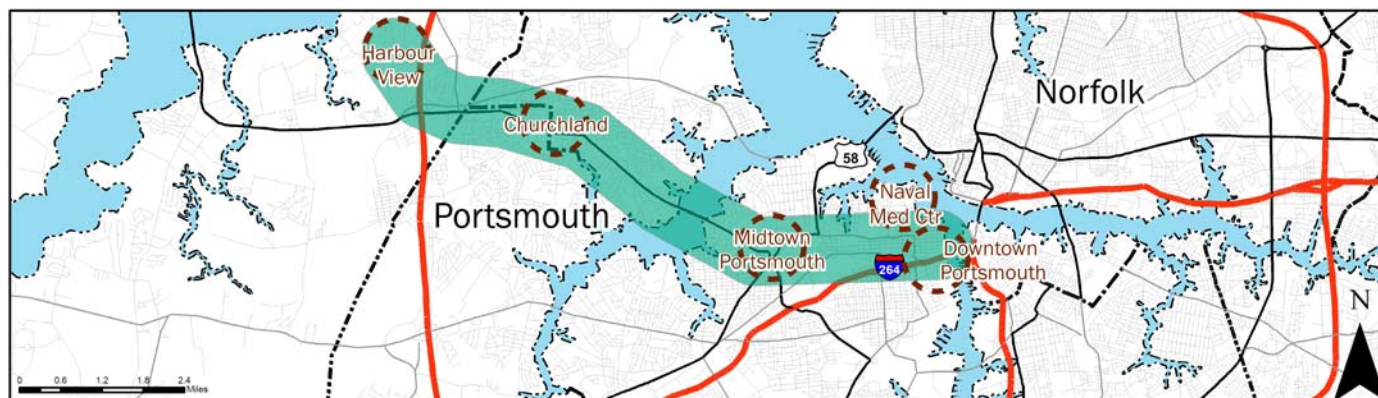 Harbour
View
Norfolk
Churchland
58
Naval
Med Ctr
Portsmouth
Midtown
Portsmouth
Downtown
Portsmouth
264
N
0 0.6 1.2 1.8 2.4
Miles